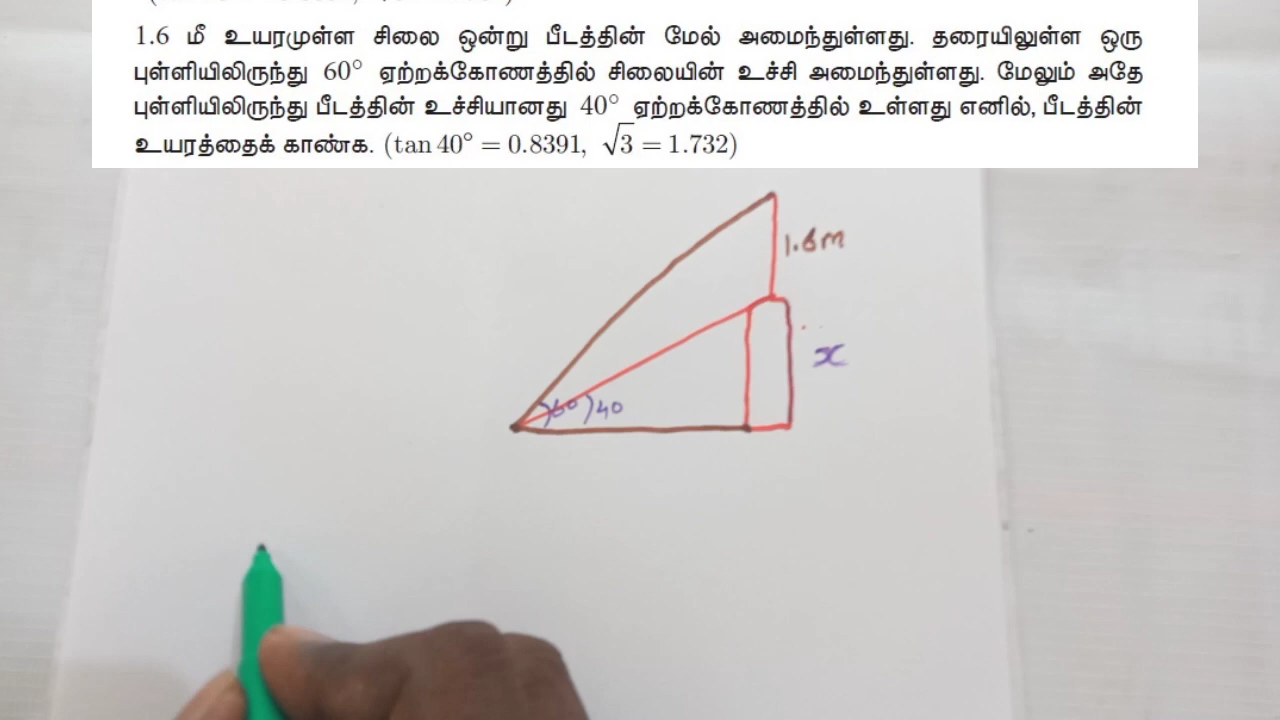 1.6 மீ உயரமுள்ள சிலை ஒன்று பீடத்தின் மேல் அமைந்துள்ளது. தரையிலுள்ள ஒரு
புள்ளியிலிருந்து 60° ஏற்றக்கோணத்தில் சிலையின் உச்சி அமைந்துள்ளது. மேலும் அதே
புள்ளியிலிருந்து பீடத்தின் உச்சியானது 40° ஏற்றக்கோணத்தில் உள்ளது எனில், பீடத்தின்
உயரத்தைக் காண்க. (tan 40° = 0.8391, √3 = 1.732)
1.6m
x
60 40